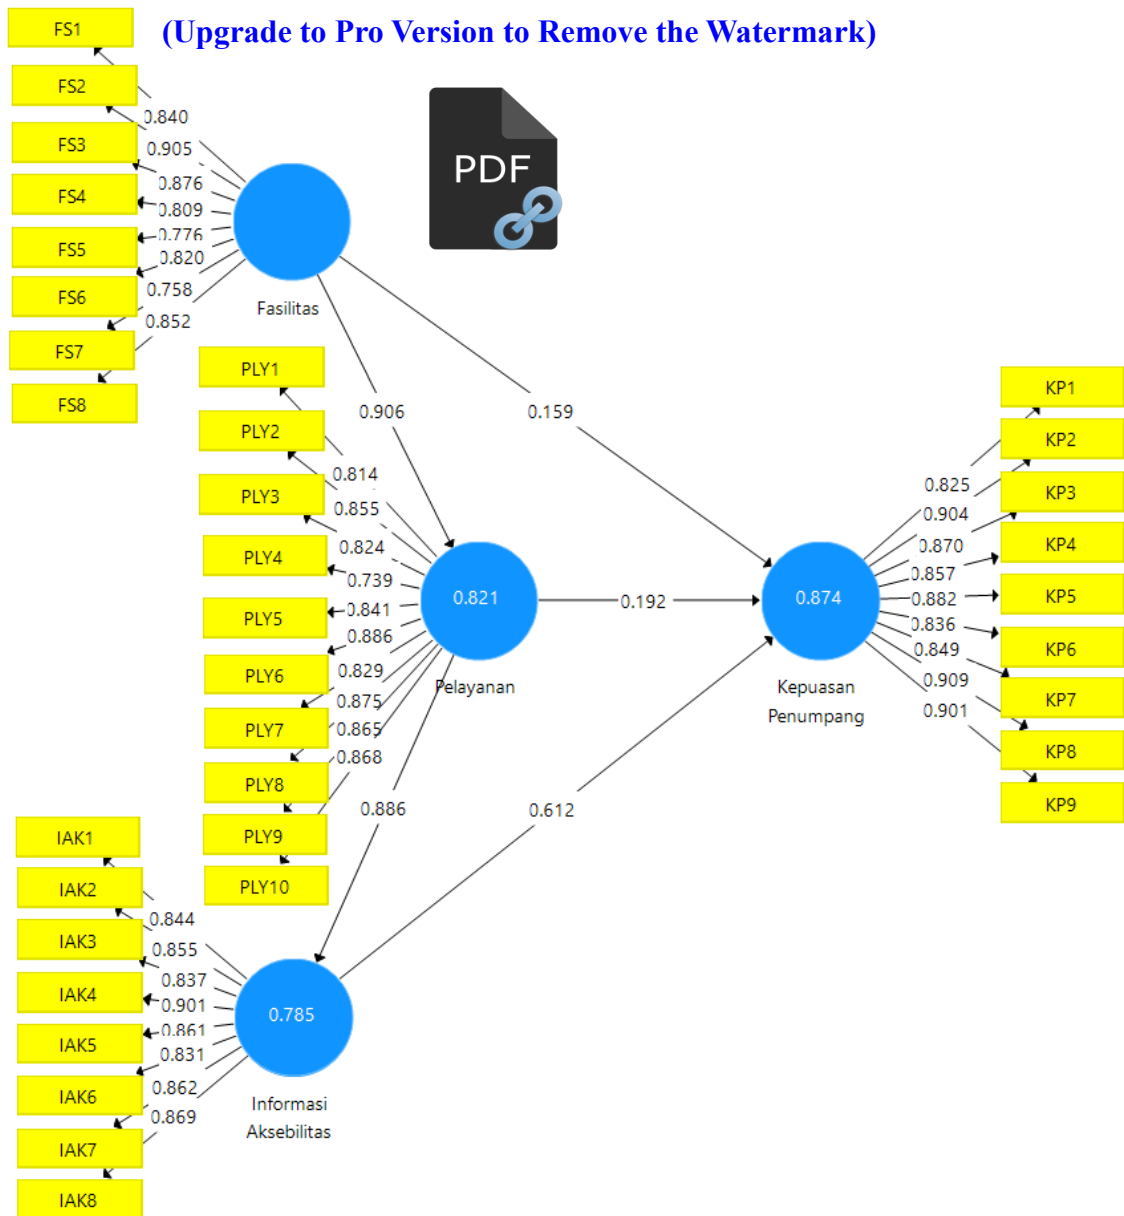 (Upgrade to Pro Version to Remove the Watermark)
PDF
FS1
FS2
FS3
FS4
FS5
FS6
FS7
FS8
0.840
0.905
0.876
0.809
0.776
0.820
0.758
0.852
Fasilitas
0.906
0.159
PLY1
PLY2
PLY3
PLY4
PLY5
PLY6
PLY7
PLY8
PLY9
PLY10
0.814
0.855
0.824
0.739
0.841
0.886
0.829
0.875
0.865
0.868
0.821
Pelayanan
0.192
0.886
0.612
KP1
KP2
KP3
KP4
KP5
KP6
KP7
KP8
KP9
0.825
0.904
0.870
0.857
0.882
0.836
0.849
0.909
0.901
0.874
Kepuasan
Penumpang
IAK1
IAK2
IAK3
IAK4
IAK5
IAK6
IAK7
IAK8
0.844
0.855
0.837
0.901
0.861
0.831
0.862
0.869
0.785
Informasi
Aksebilitas